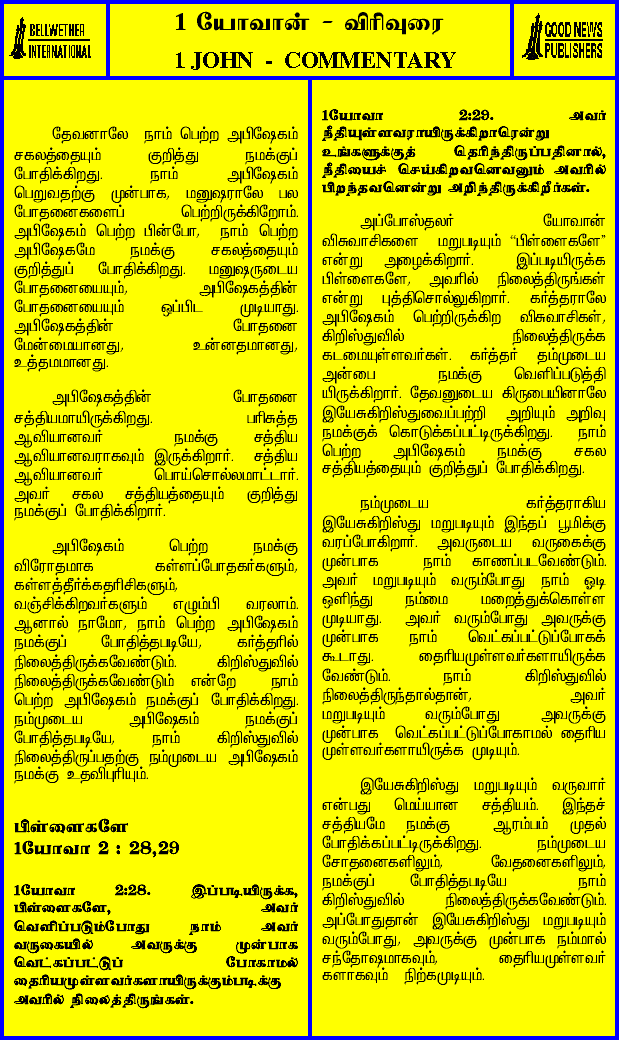 BELLWETHER
INTERNATIONAL
1 யோவான் - விரிவுரை
1 JOHN - COMMENTARY
GOOD NEWS
PUBLISHERS
தேவனாலே நாம் பெற்ற அபிஷேகம்
சகலத்தையும் குறித்து நமக்குப்
போதிக்கிறது. நாம் அபிஷேகம்
பெறுவதற்கு முன்பாக, மனுஷராலே பல
போதனைகளைப் பெற்றிருக்கிறோம்.
அபிஷேகம் பெற்ற பின்போ, நாம் பெற்ற
அபிஷேகமே நமக்கு சகலத்தையும்
குறித்துப் போதிக்கிறது. மனுஷருடைய
போதனையையும், அபிஷேகத்தின்
போதனையையும் ஒப்பிட முடியாது.
அபிஷேகத்தின் போதனை
மேன்மையானது, உன்னதமானது,
உத்தமமானது.
அபிஷேகத்தின் போதனை
சத்தியமாயிருக்கிறது. பரிசுத்த
ஆவியானவர் நமக்கு சத்திய
ஆவியானவராகவும் இருக்கிறார். சத்திய
ஆவியானவர் பொய்சொல்லமாட்டார்.
அவர் சகல சத்தியத்தையும் குறித்து
நமக்குப் போதிக்கிறார்.
அபிஷேகம் பெற்ற நமக்கு
விரோதமாக கள்ளப்போதகர்களும்,
கள்ளத்தீர்க்கதரிசிகளும்,
வஞ்சிக்கிறவர்களும் எழும்பி வரலாம்.
ஆனால் நாமோ, நாம் பெற்ற அபிஷேகம்
நமக்குப் போதித்தபடியே, கர்த்தரில்
நிலைத்திருக்கவேண்டும். கிறிஸ்துவில்
நிலைத்திருக்கவேண்டும் என்றே நாம்
பெற்ற அபிஷேகம் நமக்குப் போதிக்கிறது.
நம்முடைய அபிஷேகம் நமக்குப்
போதித்தபடியே, நாம் கிறிஸ்துவில்
நிலைத்திருப்பதற்கு நம்முடைய அபிஷேகம்
நமக்கு உதவிபுரியும்.
பிள்ளைகளே
1யோவா 2 : 28,29
1யோவா 2:28. இப்படியிருக்க,
பிள்ளைகளே, அவர்
வெளிப்படும்போது நாம் அவர்
வருகையில் அவருக்கு முன்பாக
வெட்கப்பட்டுப் போகாமல்
தைரியமுள்ளவர்களாயிருக்கும்படிக்கு
அவரில் நிலைத்திருங்கள்.
1யோவா 2:29. அவர்
நீதியுள்ளவராயிருக்கிறாரென்று
உங்களுக்குத் தெரிந்திருப்பதினால்,
நீதியைச் செய்கிறவனெவனும் அவரில்
பிறந்தவனென்று அறிந்திருக்கிறீர்கள்.
அப்போஸ்தலர் யோவான்
விசுவாசிகளை மறுபடியும் “பிள்ளைகளே”
என்று அழைக்கிறார். இப்படியிருக்க
பிள்ளைகளே, அவரில் நிலைத்திருங்கள்
என்று புத்திசொல்லுகிறார். கர்த்தராலே
அபிஷேகம் பெற்றிருக்கிற விசுவாசிகள்,
கிறிஸ்துவில் நிலைத்திருக்க
கடமையுள்ளவர்கள். கர்த்தர் தம்முடைய
அன்பை நமக்கு வெளிப்படுத்தி
யிருக்கிறார். தேவனுடைய கிருபையினாலே
இயேசுகிறிஸ்துவைப்பற்றி அறியும் அறிவு
நமக்குக் கொடுக்கப்பட்டிருக்கிறது. நாம்
பெற்ற அபிஷேகம் நமக்கு சகல
சத்தியத்தையும் குறித்துப் போதிக்கிறது.
நம்முடைய கர்த்தராகிய
இயேசுகிறிஸ்து மறுபடியும் இந்தப் பூமிக்கு
வரப்போகிறார். அவருடைய வருகைக்கு
முன்பாக நாம் காணப்படவேண்டும்.
அவர் மறுபடியும் வரும்போது நாம் ஓடி
ஒளிந்து நம்மை மறைத்துக்கொள்ள
முடியாது. அவர் வரும்போது அவருக்கு
முன்பாக நாம் வெட்கப்பட்டுப்போகக்
கூடாது. தைரியமுள்ளவர்களாயிருக்க
வேண்டும். நாம் கிறிஸ்துவில்
நிலைத்திருந்தால்தான், அவர்
மறுபடியும் வரும்போது அவருக்கு
முன்பாக வெட்கப்பட்டுப்போகாமல் தைரிய
முள்ளவர்களாயிருக்க முடியும்.
இயேசுகிறிஸ்து மறுபடியும் வருவார்
என்பது மெய்யான சத்தியம். இந்தச்
சத்தியமே நமக்கு ஆரம்பம் முதல்
போதிக்கப்பட்டிருக்கிறது. நம்முடைய
சோதனைகளிலும், வேதனைகளிலும்,
நமக்குப் போதித்தபடியே நாம்
கிறிஸ்துவில் நிலைத்திருக்கவேண்டும்.
அப்போதுதான் இயேசுகிறிஸ்து மறுபடியும்
வரும்போது, அவருக்கு முன்பாக நம்மால்
சந்தோஷமாகவும், தைரியமுள்ளவர்
களாகவும் நிற்கமுடியும்.